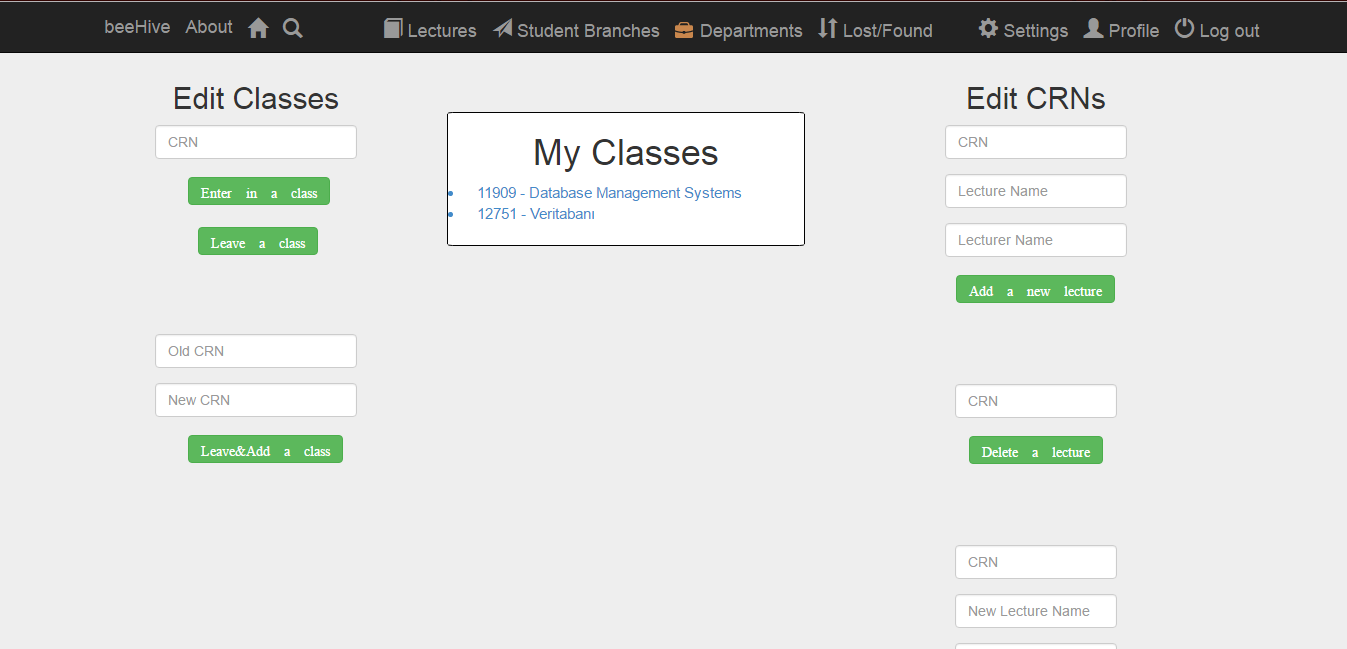 beeHive About Lectures Student Branches Departments Lost/Found Settings Profile Log out
Edit Classes
CRN
Enter in a class
Leave a class
Old CRN
New CRN
Leave&Add a class
My Classes
11909 - Database Management Systems
12751 - Veritabanı
Edit CRNs
CRN
Lecture Name
Lecturer Name
Add a new lecture
CRN
Delete a lecture
CRN
New Lecture Name